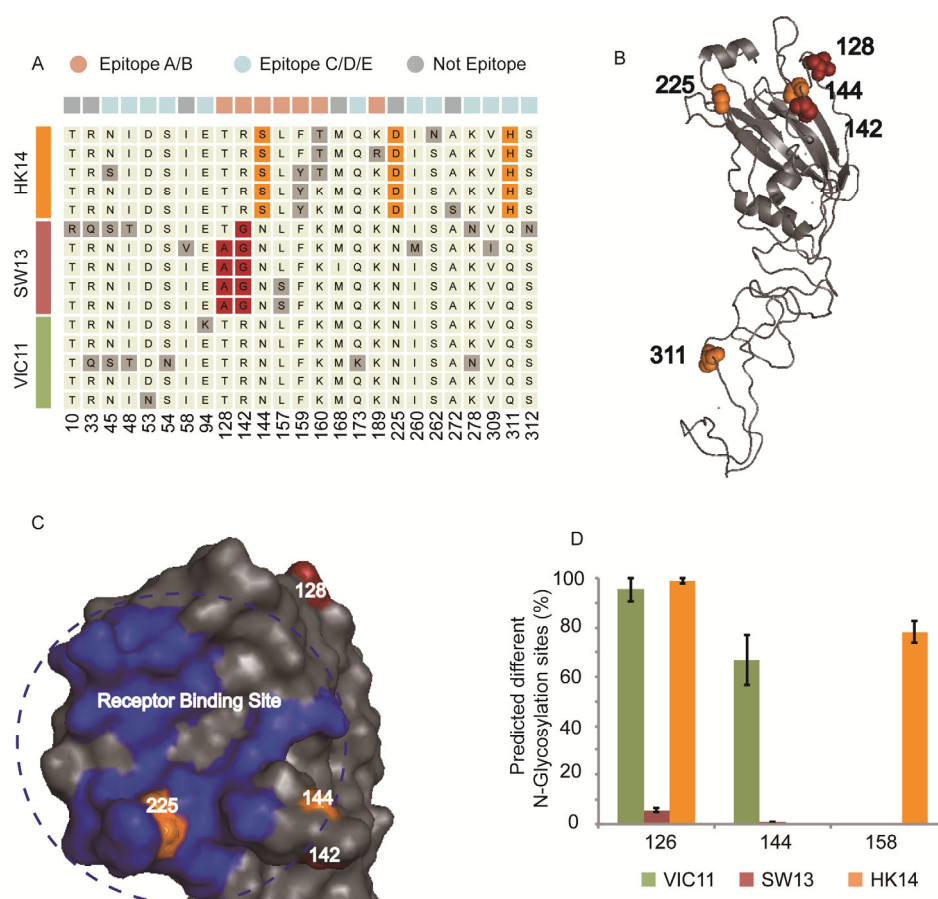 A
Epitope A/B Epitope C/D/E Not Epitope
HK14
T R N I D S I E T R S L F T M Q K D I N A K V H S
T R N I D S I E T R S L F T M Q R D I S A K V H S
T R S I D S I E T R S L Y T M Q K D I S A K V H S
T R N I D S I E T R S L Y K M Q K D I S A K V H S
T R N I D S I E T R S L Y K M Q K D I S S K V H S
SW13
R Q S T D S I E T G N L F K M Q K N I S A N V Q N
T R N I D S V E A G N L F K M Q K N M S A K I Q S
T R N I D S I E A G N L F K I Q K N I S A K V Q S
T R N I D S I E A G N S F K M Q K N I S A K V Q S
T R N I D S I E A G N S F K M Q K N I S A K V Q S
VIC11
T R N I D S I K T R N L F K M Q K N I S A K V Q S
T R N I D S I E T R N L F K M Q K N I S A K V Q S
T Q S T D N I E T R N L F K M K K N I S A N V Q S
T R N I D S I E T R N L F K M Q K N I S A K V Q S
T R N I N S I E T R N L F K M Q K N I S A K V Q S
10 33 45 48 53 54 58 94 128 142 144 157 159 160 168 173 189 225 260 262 272 278 309 311 312
B
128
225
144
142
311
C
128
Receptor Binding Site
225
144
142
D
Predicted different
N-Glycosylation sites (%)
100
80
60
40
20
0
126 144 158
VIC11 SW13 HK14